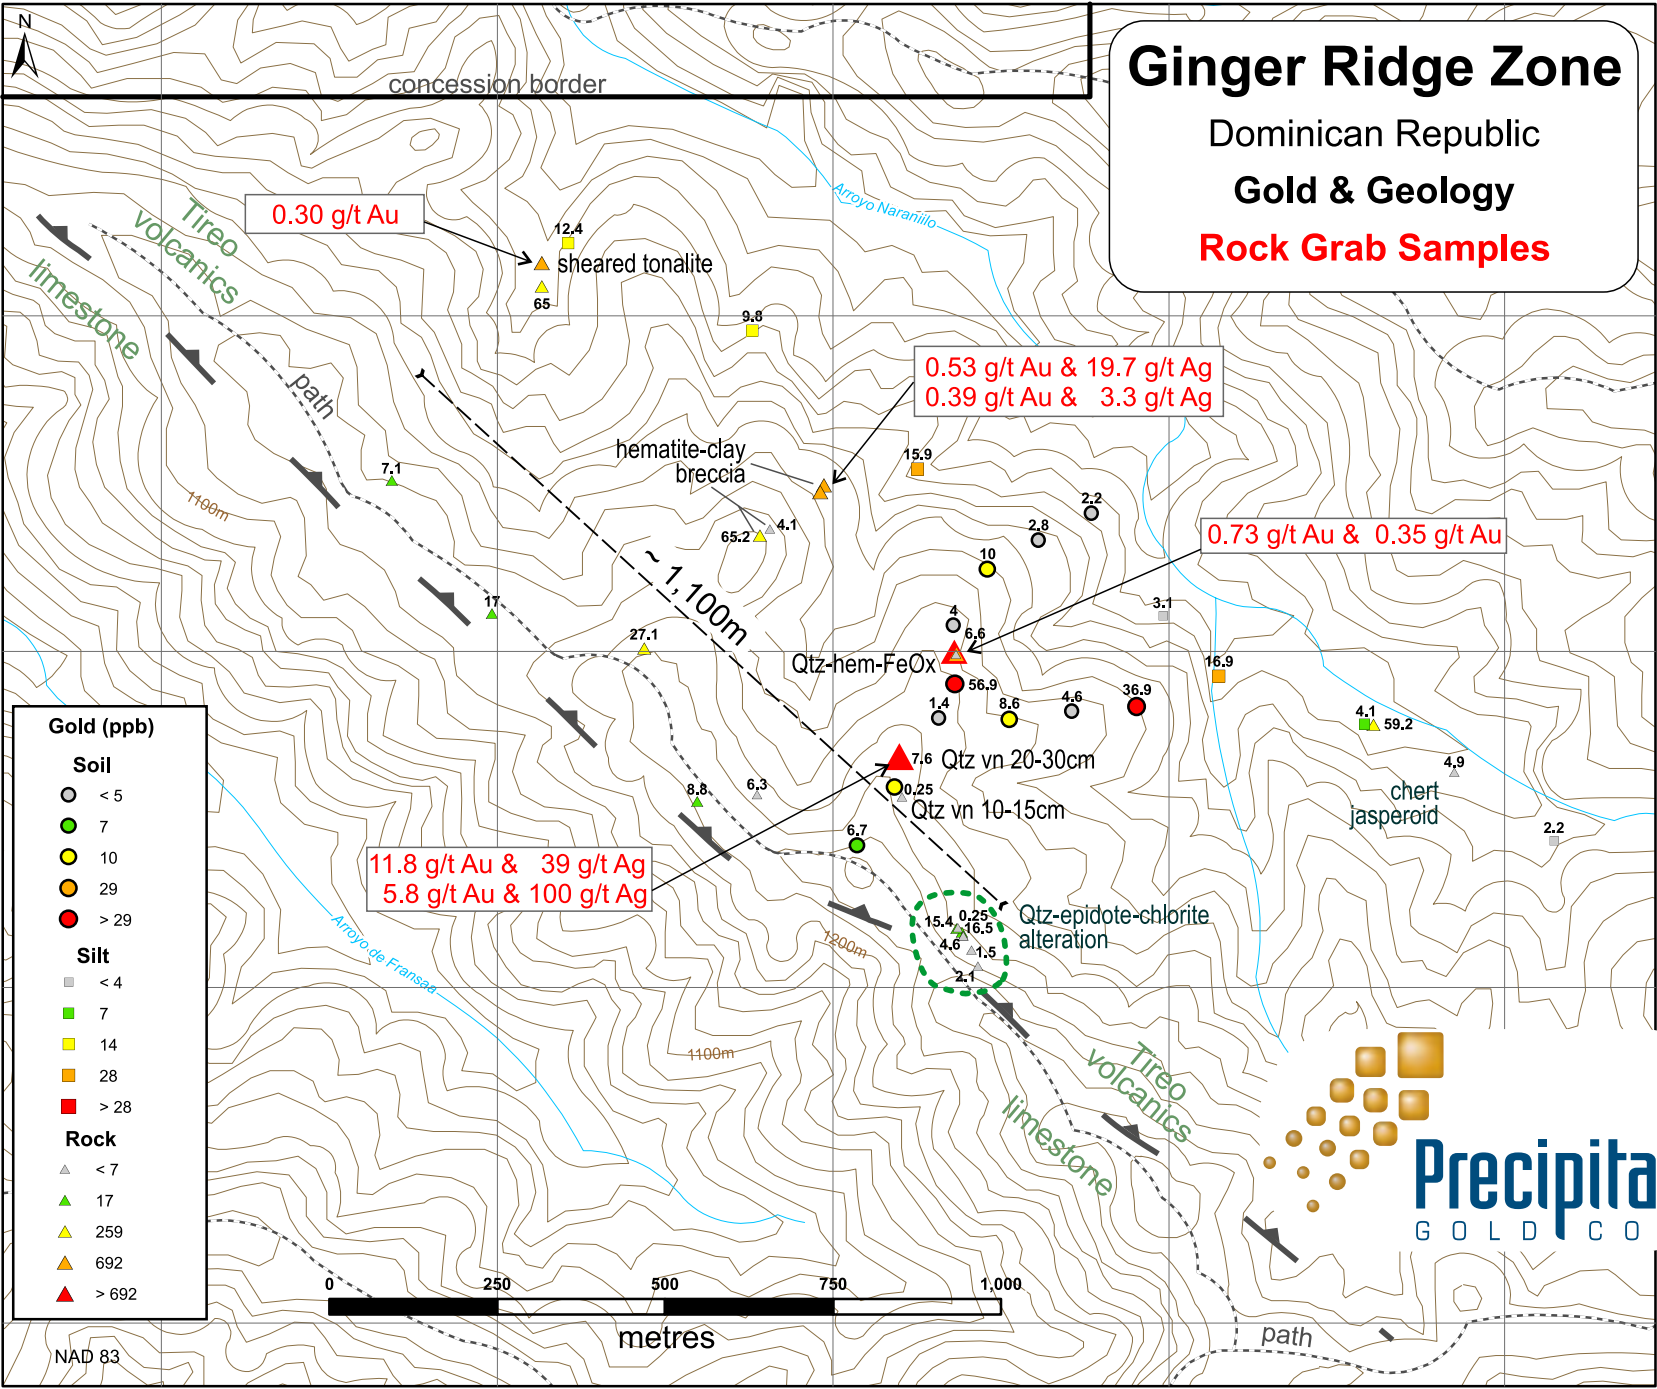 N
concession border
Ginger Ridge Zone
Dominican Republic
Gold & Geology
Rock Grab Samples
Arroyo Naraniilo
Tireo
volcanics
limestone
0.30 g/t Au
12.4
sheared tonalite
65
9.8
path
0.53 g/t Au & 19.7 g/t Ag
0.39 g/t Au & 3.3 g/t Ag
hematite-clay
breccia
7.1
15.9
1100m
4.1
65.2
2.2
2.8
10
0.73 g/t Au & 0.35 g/t Au
~ 1,100m
17
27.1
4
6.6
3.1
Qtz-hem-FeOx
56.9
16.9
1.4
8.6
4.6
36.9
4.1
59.2
7.6
Qtz vn 20-30cm
4.9
8.8
6.3
0.25
Qtz vn 10-15cm
chert
jasperoid
6.7
2.2
11.8 g/t Au & 39 g/t Ag
5.8 g/t Au & 100 g/t Ag
Qtz-epidote-chlorite
alteration
15.4
0.25
16.5
4.6
1.5
2.1
1200m
Arroyo de Fransaa
1100m
Tireo
volcanics
limestone
Gold (ppb)
Soil
< 5
7
10
29
> 29
Silt
< 4
7
14
28
> 28
Rock
< 7
17
259
692
> 692
NAD 83
0 250 500 750 1,000
metres
path
Precipita
GOLD CO